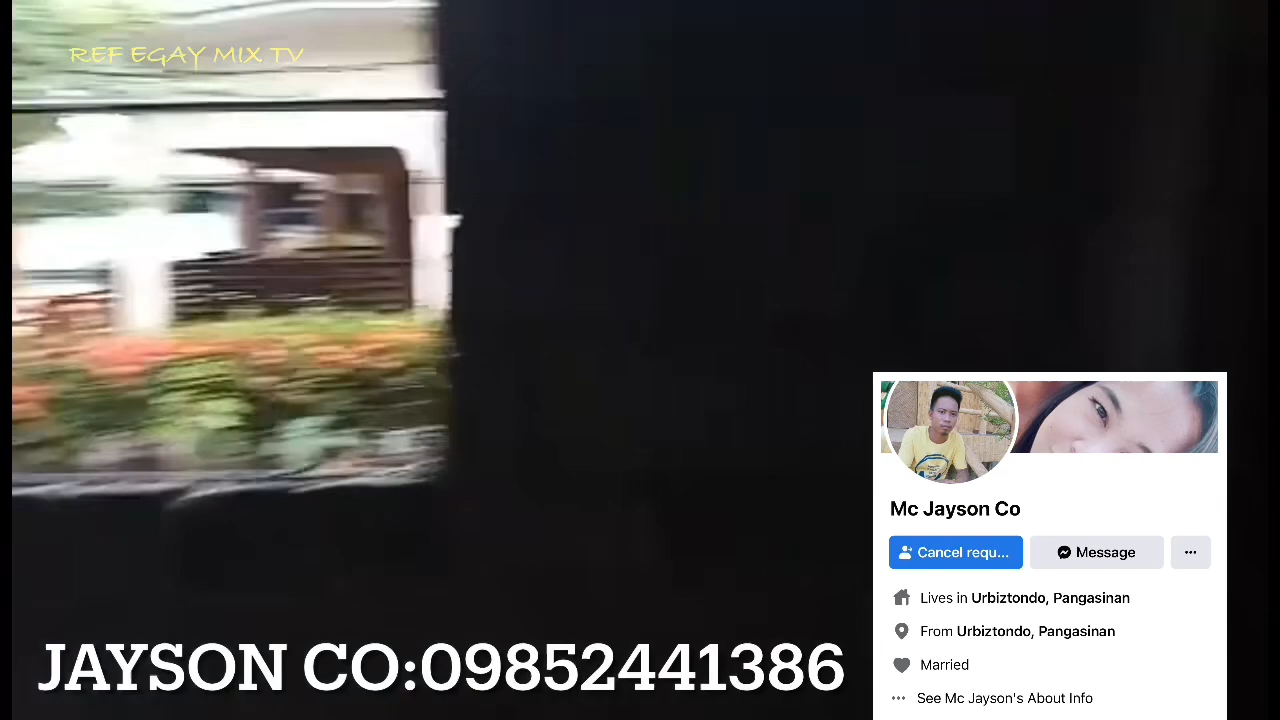 REF EGAY MIX TV
Mc Jayson Co
Cancel requ...
Message
Lives in Urbiztondo, Pangasinan
From Urbiztondo, Pangasinan
Married
See Mc Jayson's About Info
JAYSON CO:09852441386